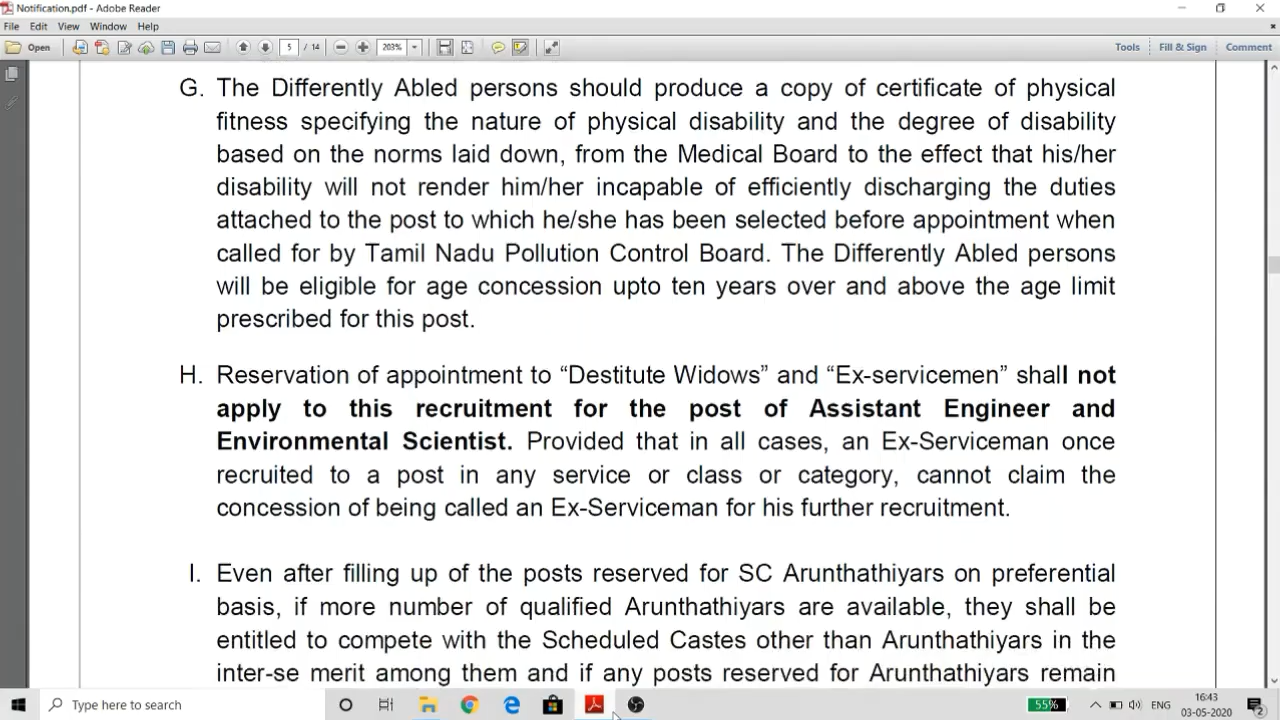 Notification.pdf - Adobe Reader
File Edit View Window Help
Open 5 / 14 203% Tools Fill & Sign Comment
G. The Differently Abled persons should produce a copy of certificate of physical
fitness specifying the nature of physical disability and the degree of disability
based on the norms laid down, from the Medical Board to the effect that his/her
disability will not render him/her incapable of efficiently discharging the duties
attached to the post to which he/she has been selected before appointment when
called for by Tamil Nadu Pollution Control Board. The Differently Abled persons
will be eligible for age concession upto ten years over and above the age limit
prescribed for this post.
H. Reservation of appointment to “Destitute Widows” and “Ex-servicemen” shall not
apply to this recruitment for the post of Assistant Engineer and
Environmental Scientist. Provided that in all cases, an Ex-Serviceman once
recruited to a post in any service or class or category, cannot claim the
concession of being called an Ex-Serviceman for his further recruitment.
I. Even after filling up of the posts reserved for SC Arunthathiyars on preferential
basis, if more number of qualified Arunthathiyars are available, they shall be
entitled to compete with the Scheduled Castes other than Arunthathiyars in the
inter-se merit among them and if any posts reserved for Arunthathiyars remain
Type here to search 55% ENG 16:43
03-05-2020 2